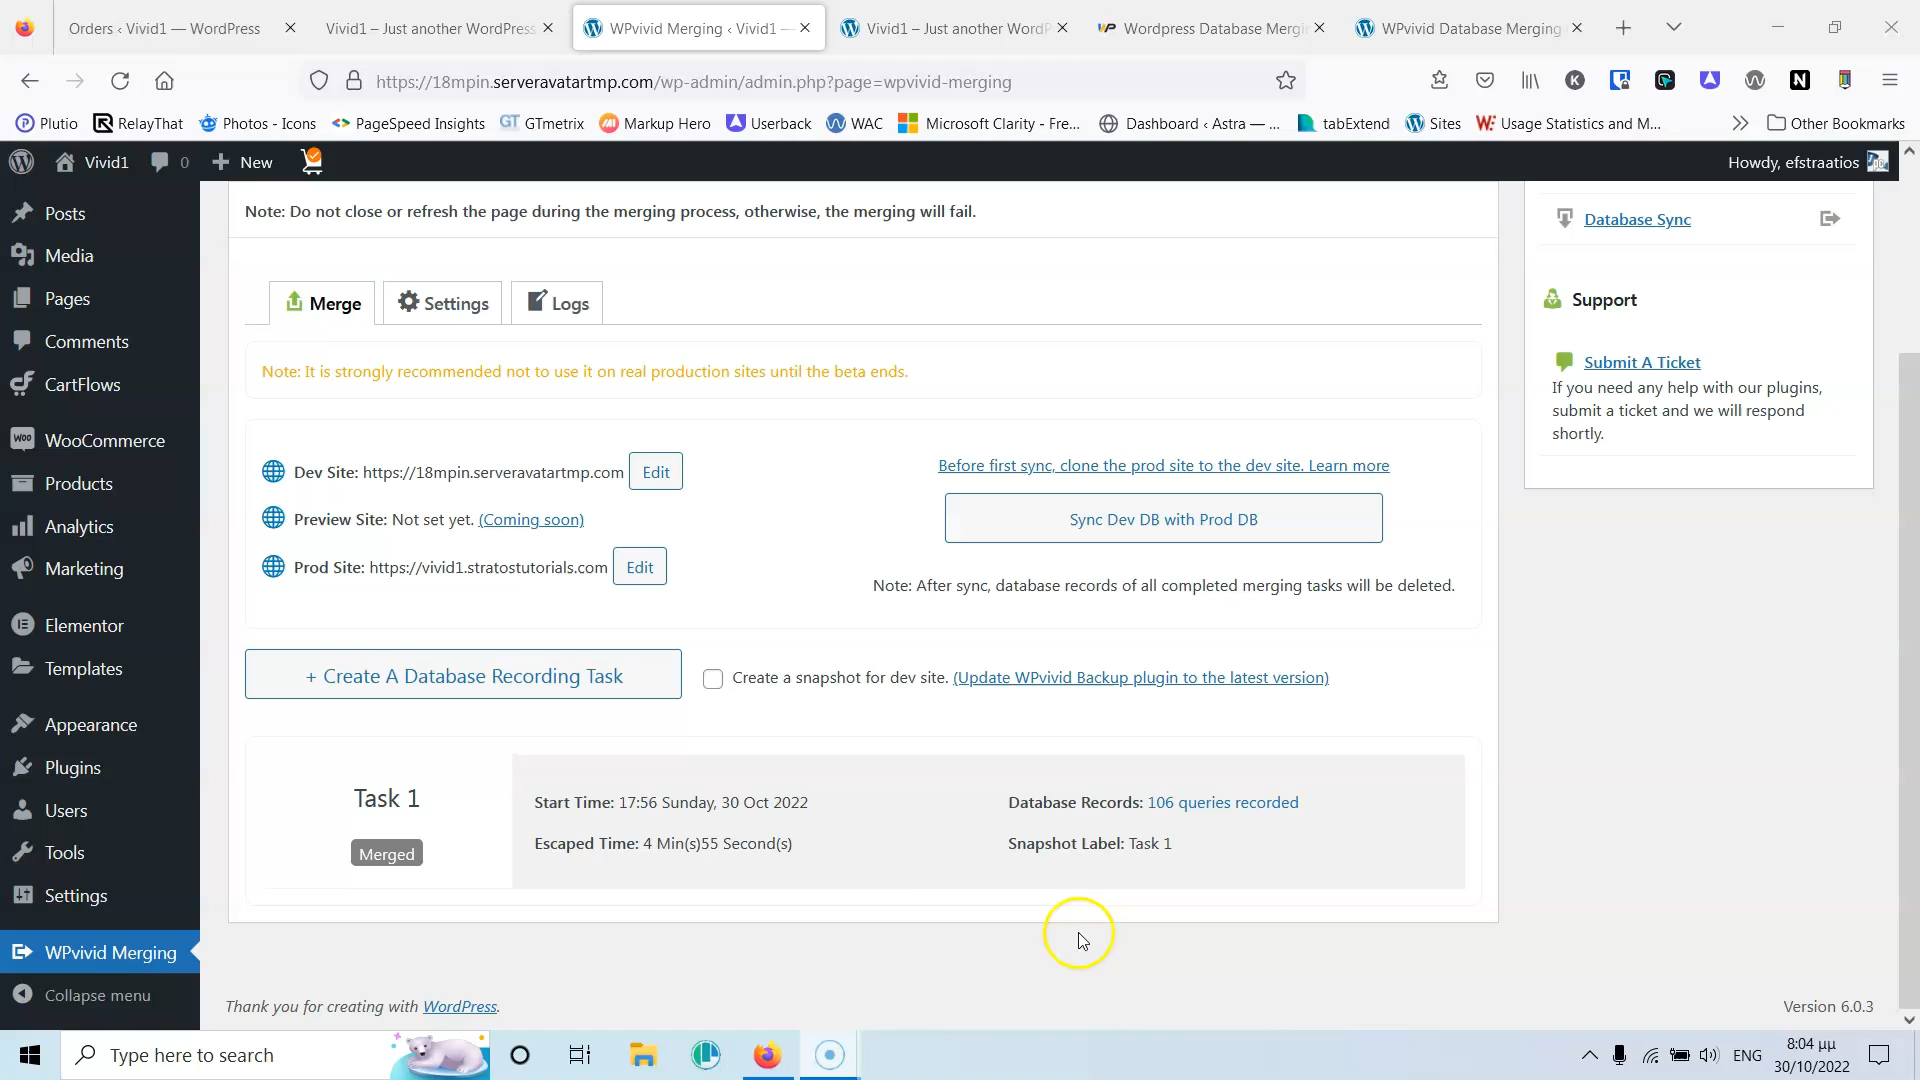 Orders ‹ Vivid1 — WordPress
Vivid1 – Just another WordPress
WPvivid Merging ‹ Vivid1 —
Vivid1 – Just another WordP
Wordpress Database Mergi
WPvivid Database Merging
https://18mpin.serveravatartmp.com/wp-admin/admin.php?page=wpvivid-merging
Plutio
RelayThat
Photos - Icons
PageSpeed Insights
GTmetrix
Markup Hero
Userback
WAC
Microsoft Clarity - Fre...
Dashboard ‹ Astra — ...
tabExtend
Sites
Usage Statistics and M...
Other Bookmarks
Vivid1
0
New
Howdy, efstraatios
Posts
Media
Pages
Comments
CartFlows
WooCommerce
Products
Analytics
Marketing
Elementor
Templates
Appearance
Plugins
Users
Tools
Settings
WPvivid Merging
Collapse menu
Note: Do not close or refresh the page during the merging process, otherwise, the merging will fail.
Merge
Settings
Logs
Note: It is strongly recommended not to use it on real production sites until the beta ends.
Dev Site: https://18mpin.serveravatartmp.com
Edit
Preview Site: Not set yet. (Coming soon)
Prod Site: https://vivid1.stratostutorials.com
Edit
Before first sync, clone the prod site to the dev site. Learn more
Sync Dev DB with Prod DB
Note: After sync, database records of all completed merging tasks will be deleted.
+ Create A Database Recording Task
Create a snapshot for dev site. (Update WPvivid Backup plugin to the latest version)
Task 1
Merged
Start Time: 17:56 Sunday, 30 Oct 2022
Database Records: 106 queries recorded
Escaped Time: 4 Min(s)55 Second(s)
Snapshot Label: Task 1
Database Sync
Support
Submit A Ticket
If you need any help with our plugins,
submit a ticket and we will respond
shortly.
Thank you for creating with WordPress.
Version 6.0.3
Type here to search
ENG
8:04 μμ
30/10/2022